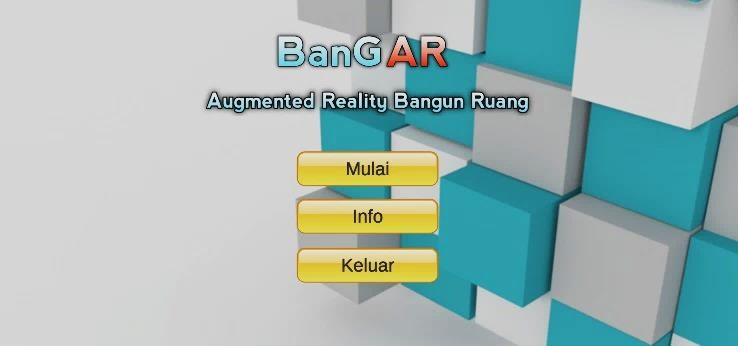 BanGAR
Augmented Reality Bangun Ruang
Mulai
Info
Keluar